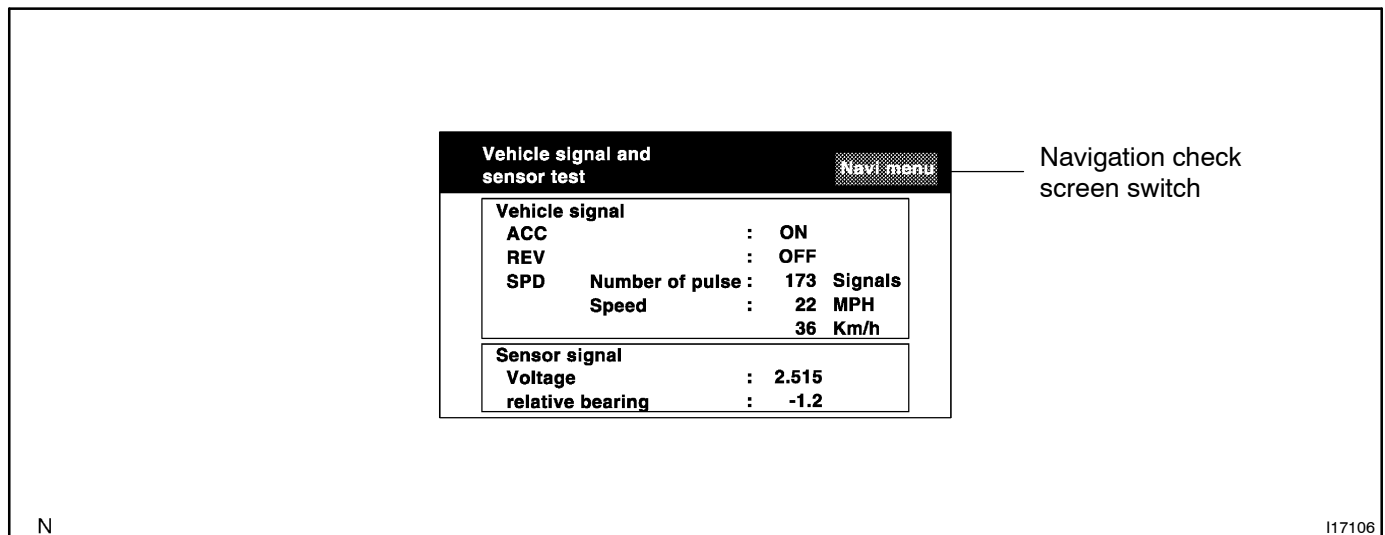 Vehicle signal and
sensor test
Navi menu
Navigation check
screen switch
Vehicle signal
ACC : ON
REV : OFF
SPD Number of pulse : 173 Signals
Speed : 22 MPH
36 Km/h
Sensor signal
Voltage : 2.515
relative bearing : -1.2
N
I17106